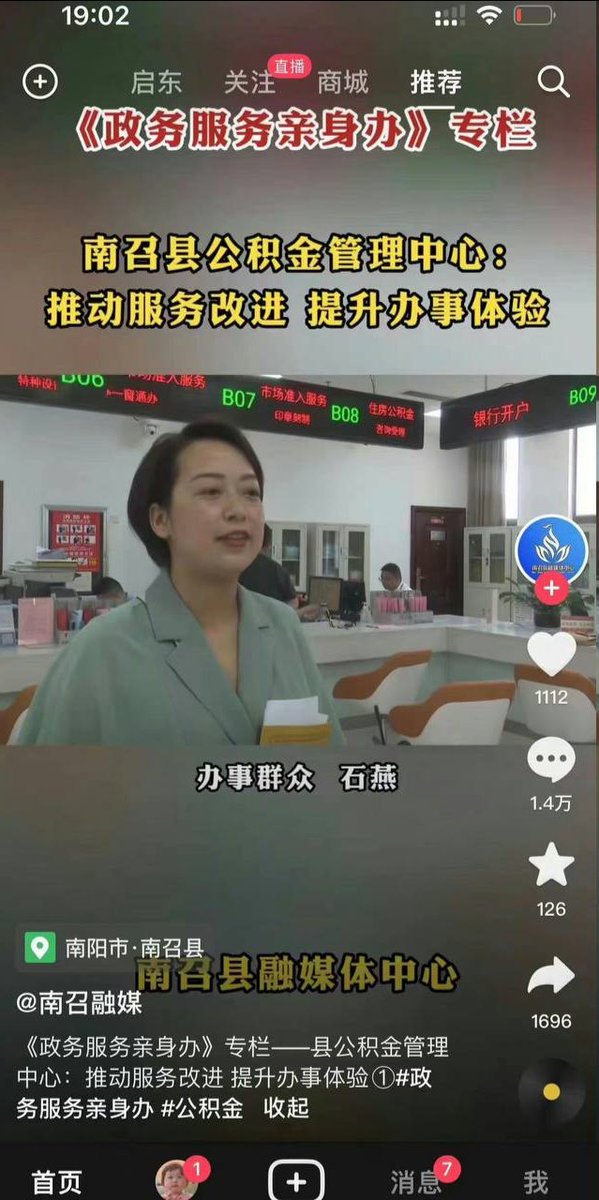 19:02
启东
关注
直播
商城
推荐
《政务服务亲身办》专栏
南召县公积金管理中心：
推动服务改进 提升办事体验
B06
市场准入服务
一窗通办
B07
市场准入服务
印章刻制
B08
住房公积金
咨询受理
银行开户
B09
1112
办事群众 石燕
1.4万
126
南阳市·南召县
南召县融媒体中心
@南召融媒
1696
《政务服务亲身办》专栏——县公积金管理
中心：推动服务改进 提升办事体验①#政
务服务亲身办 #公积金 收起
首页
1
消息
7
我